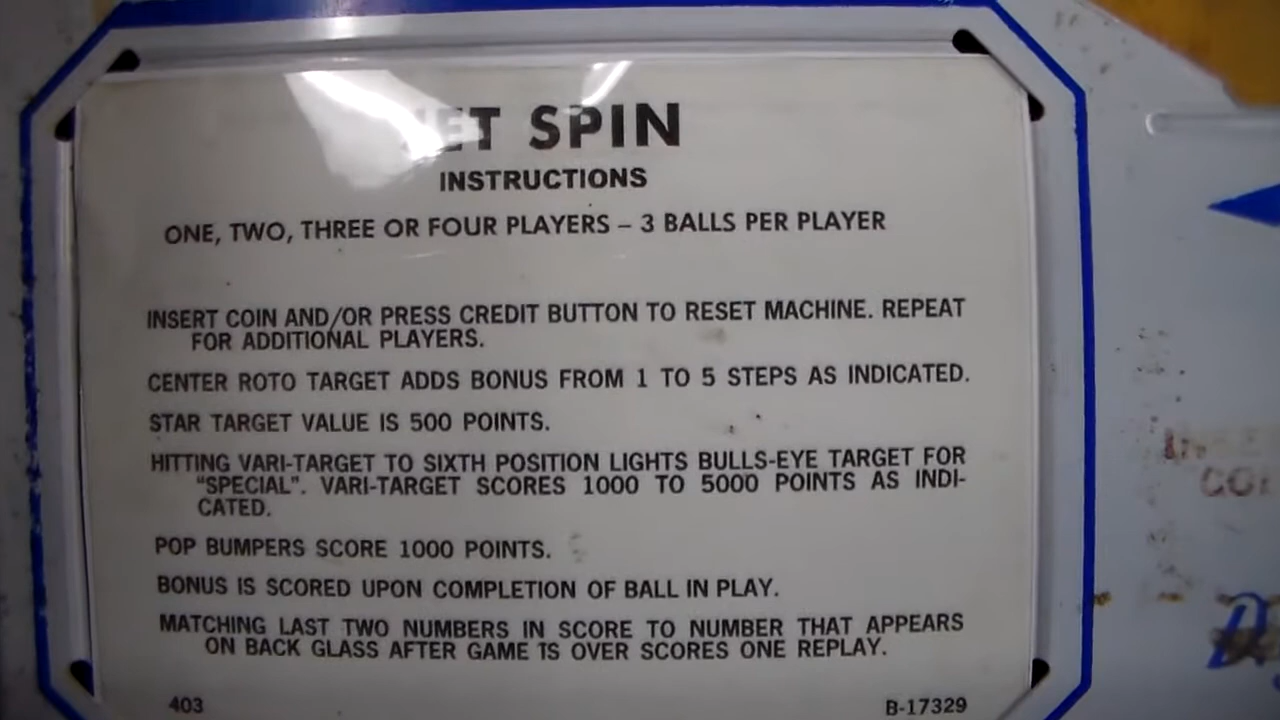 ET SPIN
INSTRUCTIONS
ONE, TWO, THREE OR FOUR PLAYERS – 3 BALLS PER PLAYER
INSERT COIN AND/OR PRESS CREDIT BUTTON TO RESET MACHINE. REPEAT
FOR ADDITIONAL PLAYERS.
CENTER ROTO TARGET ADDS BONUS FROM 1 TO 5 STEPS AS INDICATED.
STAR TARGET VALUE IS 500 POINTS.
HITTING VARI-TARGET TO SIXTH POSITION LIGHTS BULLS-EYE TARGET FOR
"SPECIAL". VARI-TARGET SCORES 1000 TO 5000 POINTS AS INDI-
CATED.
POP BUMPERS SCORE 1000 POINTS.
BONUS IS SCORED UPON COMPLETION OF BALL IN PLAY.
MATCHING LAST TWO NUMBERS IN SCORE TO NUMBER THAT APPEARS
ON BACK GLASS AFTER GAME IS OVER SCORES ONE REPLAY.
403
B-17329